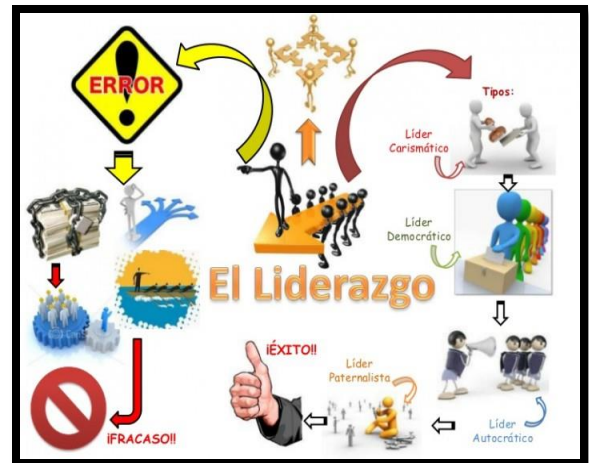 ERROR
Tipos:
Líder
Carismático
Líder
Democrático
El Liderazgo
¡ÉXITO!!
Líder
Paternalista
Líder
Autocrático
¡FRACASO!!